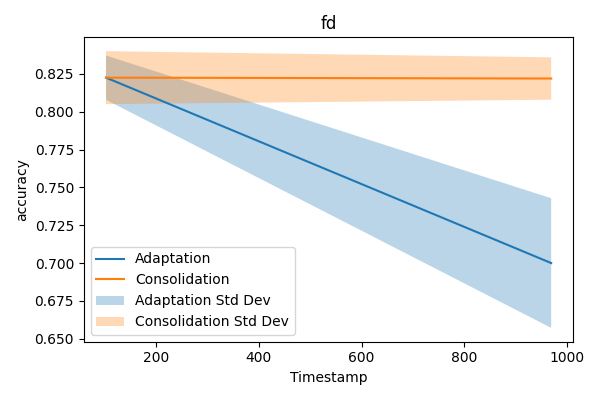 fd
accuracy
0.825
0.800
0.775
0.750
0.725
0.700
0.675
0.650
Adaptation
Consolidation
Adaptation Std Dev
Consolidation Std Dev
200
400
600
800
1000
Timestamp